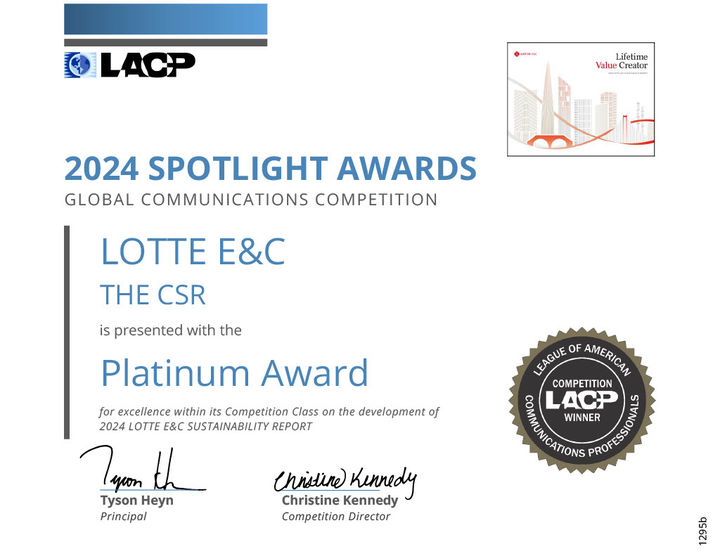 LACP
Lifetime
Value Creator
2024 SPOTLIGHT AWARDS
GLOBAL COMMUNICATIONS COMPETITION
LOTTE E&C
THE CSR
is presented with the
Platinum Award
for excellence within its Competition Class on the development of
2024 LOTTE E&C SUSTAINABILITY REPORT
LEAGUE OF AMERICAN
COMPETITION
LACP
WINNER
COMMUNICATIONS PROFESSIONALS
Christine Kennedy
Tyson Heyn
Christine Kennedy
Principal
Competition Director
1295b